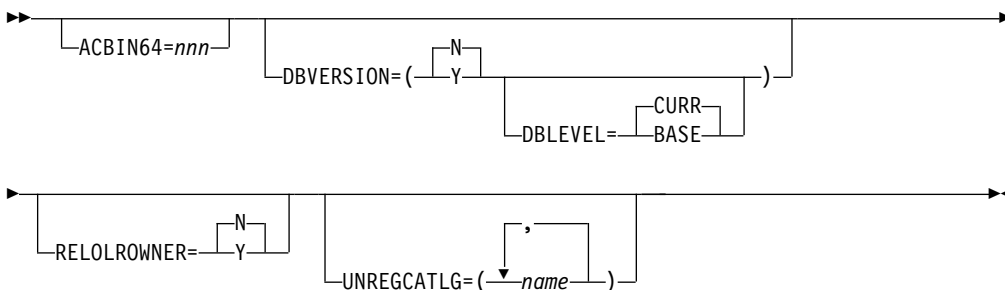 ACBIN64=nnn
N
DBVERSION=( Y )
CURR
DBLEVEL= BASE
N
RELOLROWNER= Y
,
UNREGCATLG=( name )